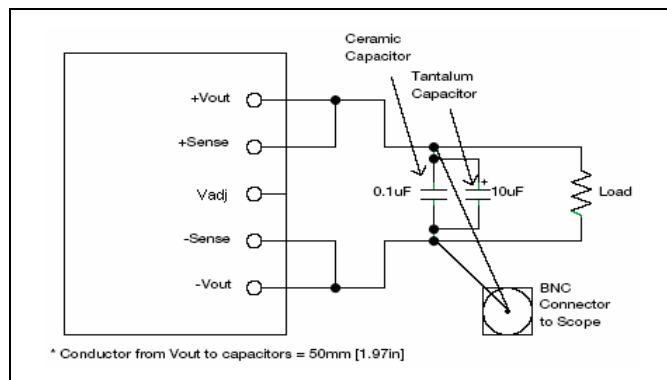 Ceramic
Capacitor
Tantalum
Capacitor
+Vout
+Sense
Vadj
-Sense
-Vout
0.1uF
+
10uF
Load
BNC
Connector
to Scope
* Conductor from Vout to capacitors = 50mm [1.97in]